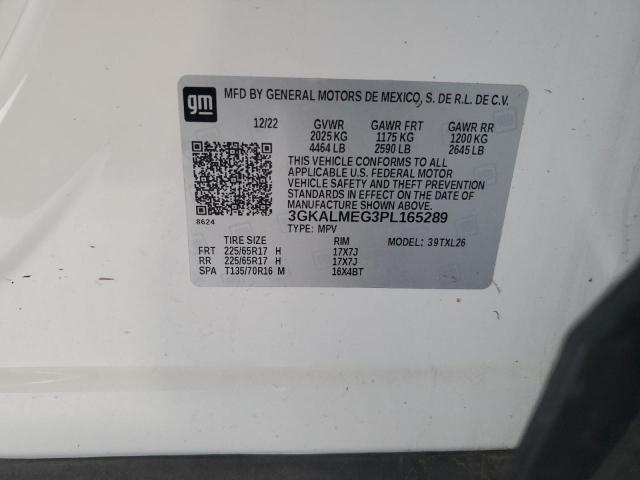 gm
MFD BY GENERAL MOTORS DE MEXICO, S. DE R.L. DE C.V.
12/22 GVWR GAWR FRT GAWR RR
2025 KG 1175 KG 1200 KG
4464 LB 2590 LB 2645 LB
THIS VEHICLE CONFORMS TO ALL
APPLICABLE U.S. FEDERAL MOTOR
VEHICLE SAFETY AND THEFT PREVENTION
STANDARDS IN EFFECT ON THE DATE OF
MANUFACTURE SHOWN ABOVE.
8624
3GKALMEG3PL165289
TYPE: MPV
TIRE SIZE RIM MODEL: 39TXL26
FRT 225/65R17 H 17X7J
RR 225/65R17 H 17X7J
SPA T135/70R16 M 16X4BT